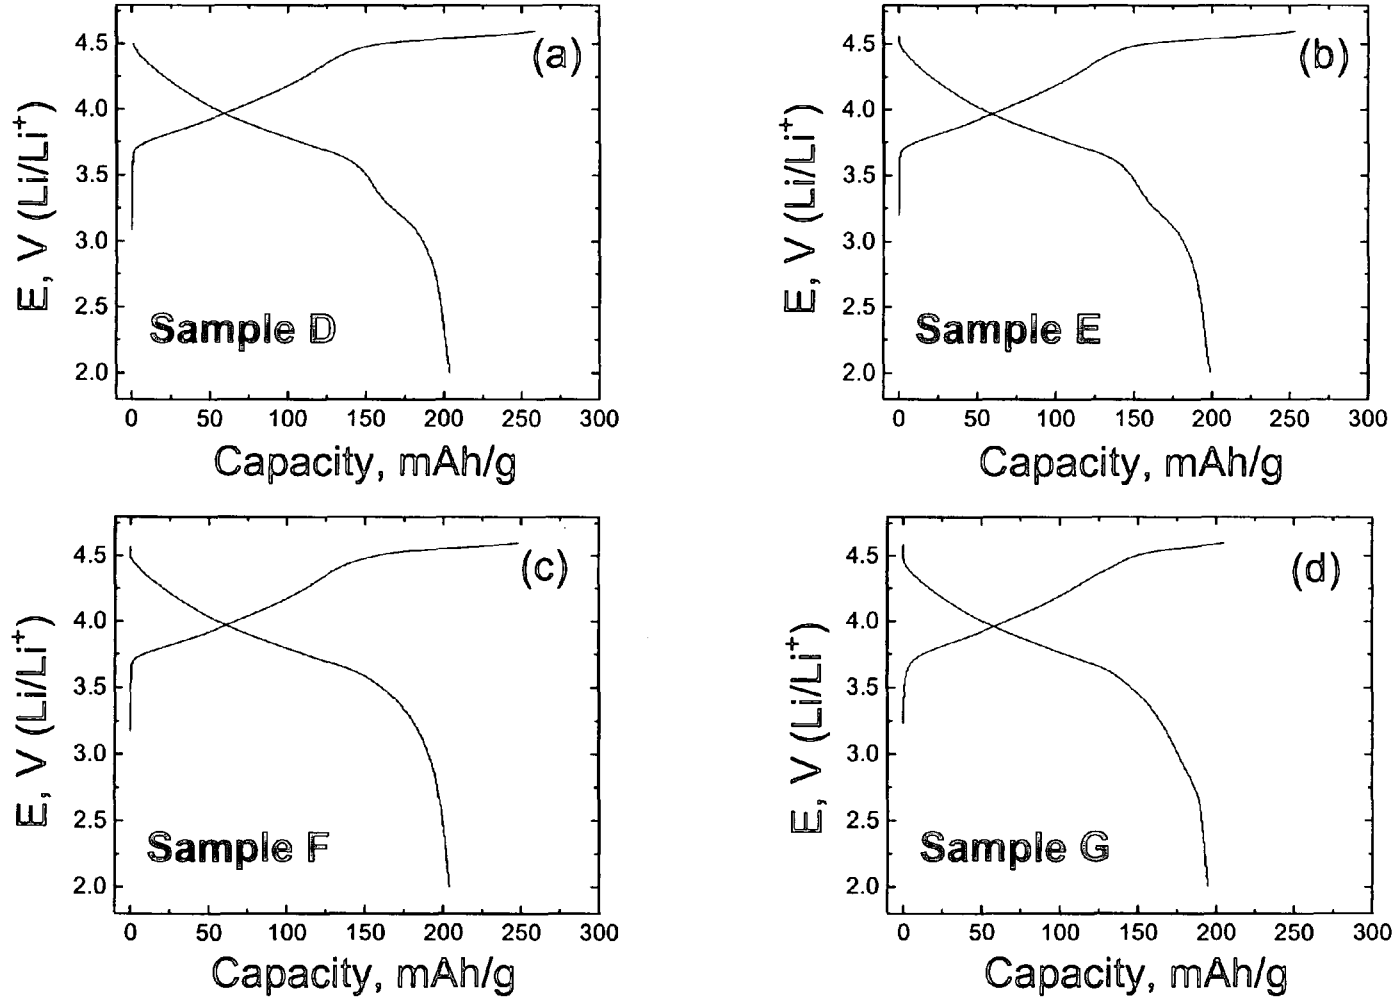 (a)
4.5
4.0
3.5
3.0
2.5
2.0
E, V (Li/Li⁺)
Sample D
0 50 100 150 200 250 300
Capacity, mAh/g
(b)
4.5
4.0
3.5
3.0
2.5
2.0
E, V (Li/Li⁺)
Sample E
0 50 100 150 200 250 300
Capacity, mAh/g
(c)
4.5
4.0
3.5
3.0
2.5
2.0
E, V (Li/Li⁺)
Sample F
0 50 100 150 200 250 300
Capacity, mAh/g
(d)
4.5
4.0
3.5
3.0
2.5
2.0
E, V (Li/Li⁺)
Sample G
0 50 100 150 200 250 300
Capacity, mAh/g